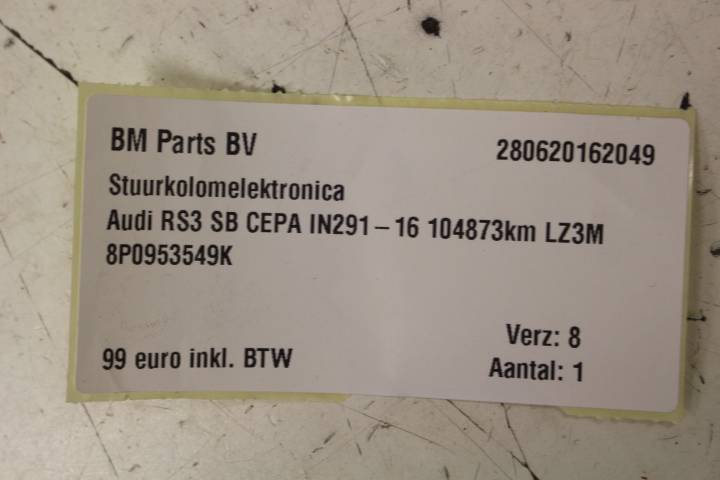 BM Parts BV 280620162049
Stuurkolomelektronica
Audi RS3 SB CEPA IN291-16 104873km LZ3M
8P0953549K
Verz: 8
99 euro inkl. BTW Aantal: 1